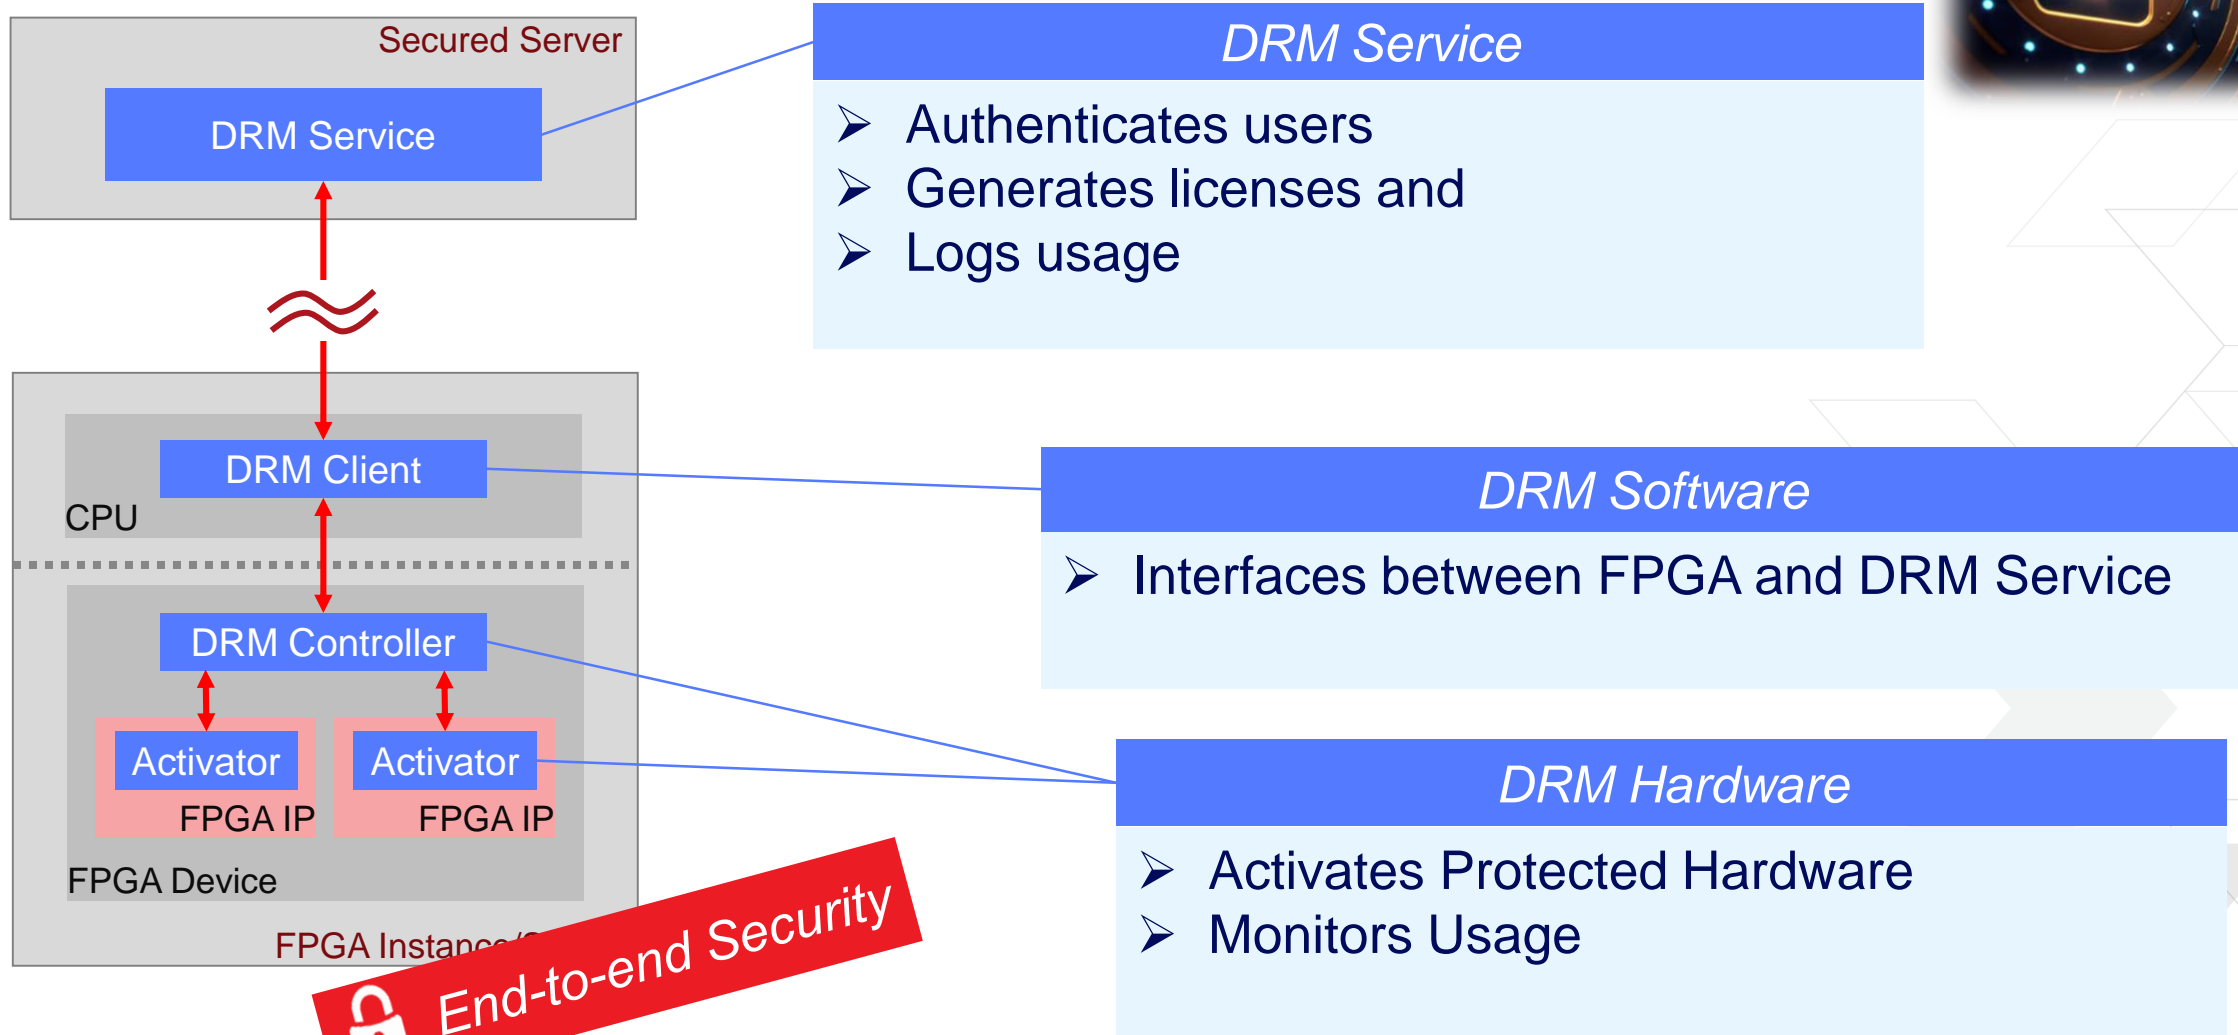 Secured Server
DRM Service
DRM Client
CPU
DRM Controller
Activator
Activator
FPGA IP
FPGA IP
FPGA Device
FPGA
End-to-end Security
DRM Service
Authenticates users
Generates licenses and
Logs usage
DRM Software
Interfaces between FPGA and DRM Service
DRM Hardware
Activates Protected Hardware
Monitors Usage